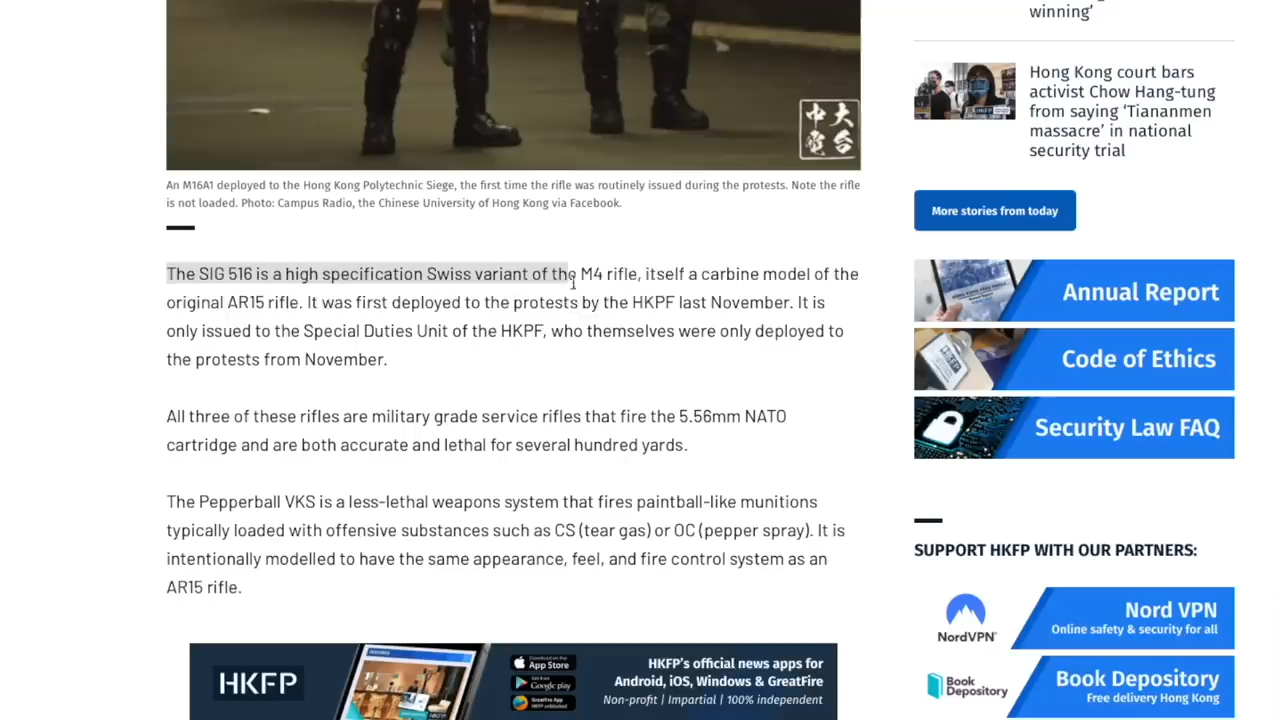 winning’
Hong Kong court bars
activist Chow Hang-tung
from saying ‘Tiananmen
massacre’ in national
security trial
More stories from today
中大
電台
An M16A1 deployed to the Hong Kong Polytechnic Siege, the first time the rifle was routinely issued during the protests. Note the rifle
is not loaded. Photo: Campus Radio, the Chinese University of Hong Kong via Facebook.
The SIG 516 is a high specification Swiss variant of the M4 rifle, itself a carbine model of the
original AR15 rifle. It was first deployed to the protests by the HKPF last November. It is
only issued to the Special Duties Unit of the HKPF, who themselves were only deployed to
the protests from November.
All three of these rifles are military grade service rifles that fire the 5.56mm NATO
cartridge and are both accurate and lethal for several hundred yards.
The Pepperball VKS is a less-lethal weapons system that fires paintball-like munitions
typically loaded with offensive substances such as CS (tear gas) or OC (pepper spray). It is
intentionally modelled to have the same appearance, feel, and fire control system as an
AR15 rifle.
Annual Report
Code of Ethics
Security Law FAQ
SUPPORT HKFP WITH OUR PARTNERS:
NordVPN
Nord VPN
Online safety & security for all
Book
Depository
Book Depository
Free delivery Hong Kong
HKFP
App Store
Google play
HKFP’s official news apps for
Android, iOS, Windows & GreatFire
Non-profit | Impartial | 100% independent